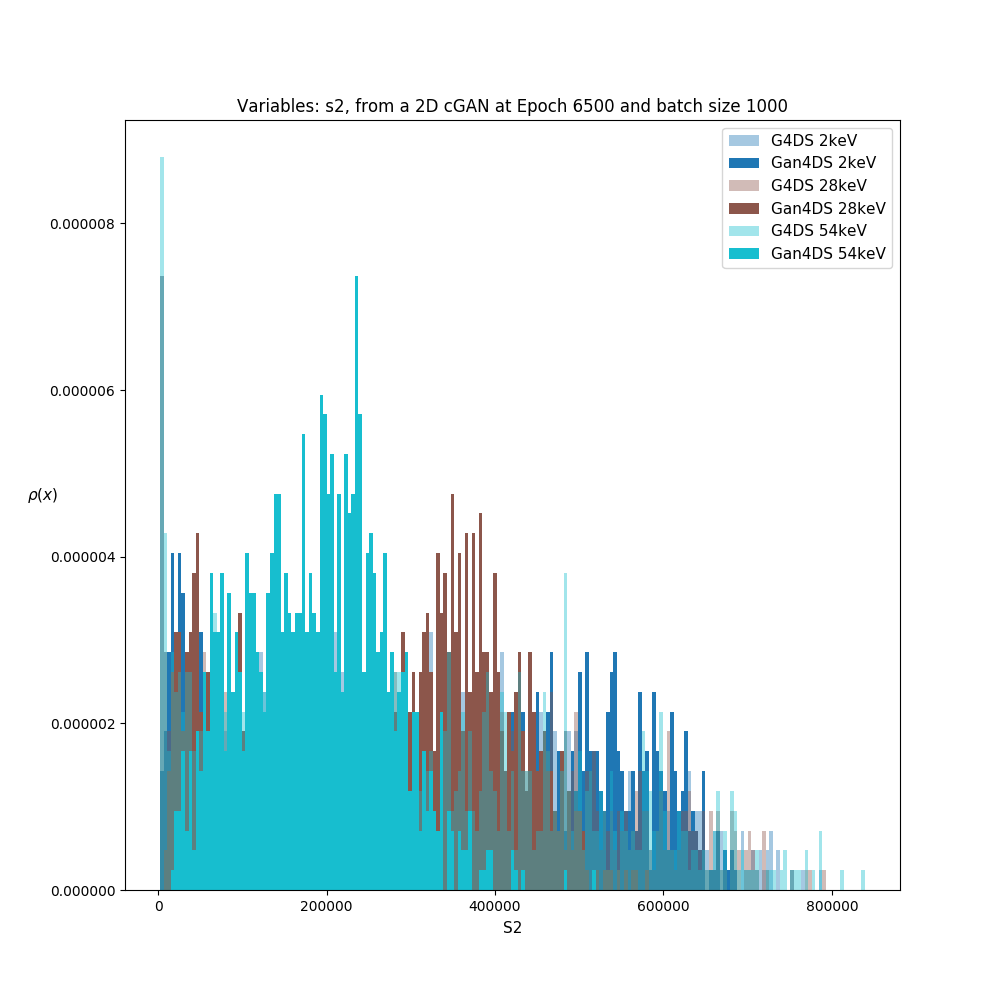 Variables: s2, from a 2D cGAN at Epoch 6500 and batch size 1000
G4DS 2keV
Gan4DS 2keV
G4DS 28keV
Gan4DS 28keV
G4DS 54keV
Gan4DS 54keV
0.000008
0.000006
ρ(x)
0.000004
0.000002
0.000000
0 200000 400000 600000 800000
S2